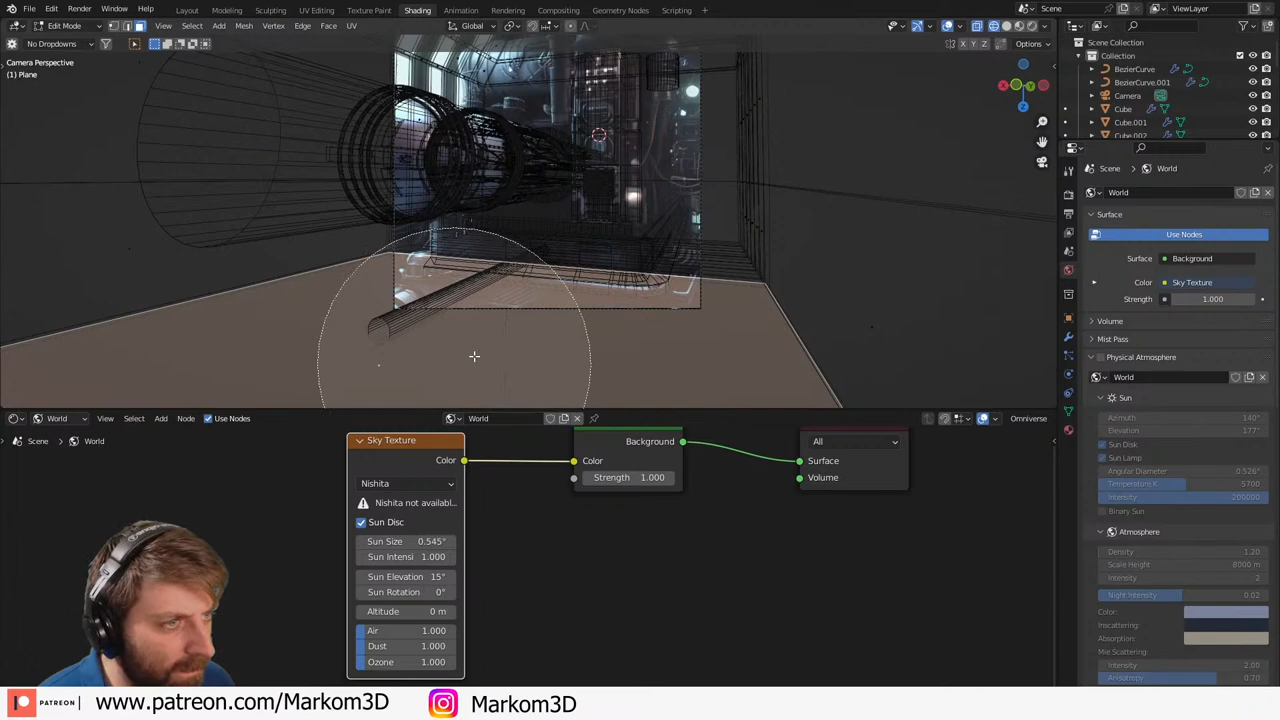 File Edit Render Window Help Layout Modeling Sculpting UV Editing Texture Paint Shading Animation Rendering Compositing Geometry Nodes Scripting + Scene ViewLayer
Edit Mode View Select Add Mesh Vertex Edge Face UV Global
No Dropdowns X Y Z Options
Camera Perspective
(1) Plane
Scene Collection
Collection
BezierCurve
BezierCurve.001
Camera
Cube
Cube.001
Cube.002
Scene > World
World
Surface
Use Nodes
Surface Background
Color Sky Texture
Strength 1.000
Volume
Mist Pass
Physical Atmosphere
World
Sun
Azimuth 140°
Elevation 177°
Sun Disk
Sun Lamp
Angular Diameter 0.526°
Temperature K 5700
Intensity 200000
Binary Sun
Atmosphere
Density 1.20
Scale Height 8000 m
Intensity 2
Night Intensity 0.02
Color:
Inscattering:
Absorption:
Mie Scattering:
Intensity 2.00
Anisotropy 0.70
World View Select Add Node Use Nodes World Omniverse
Scene > World
Sky Texture
Color
Nishita
Nishita not availabl...
Sun Disc
Sun Size 0.545°
Sun Intensi 1.000
Sun Elevation 15°
Sun Rotation 0°
Altitude 0 m
Air 1.000
Dust 1.000
Ozone 1.000
Background
Color
Strength 1.000
All
Surface
Volume
PATREON www.patreon.com/Markom3D Markom3D